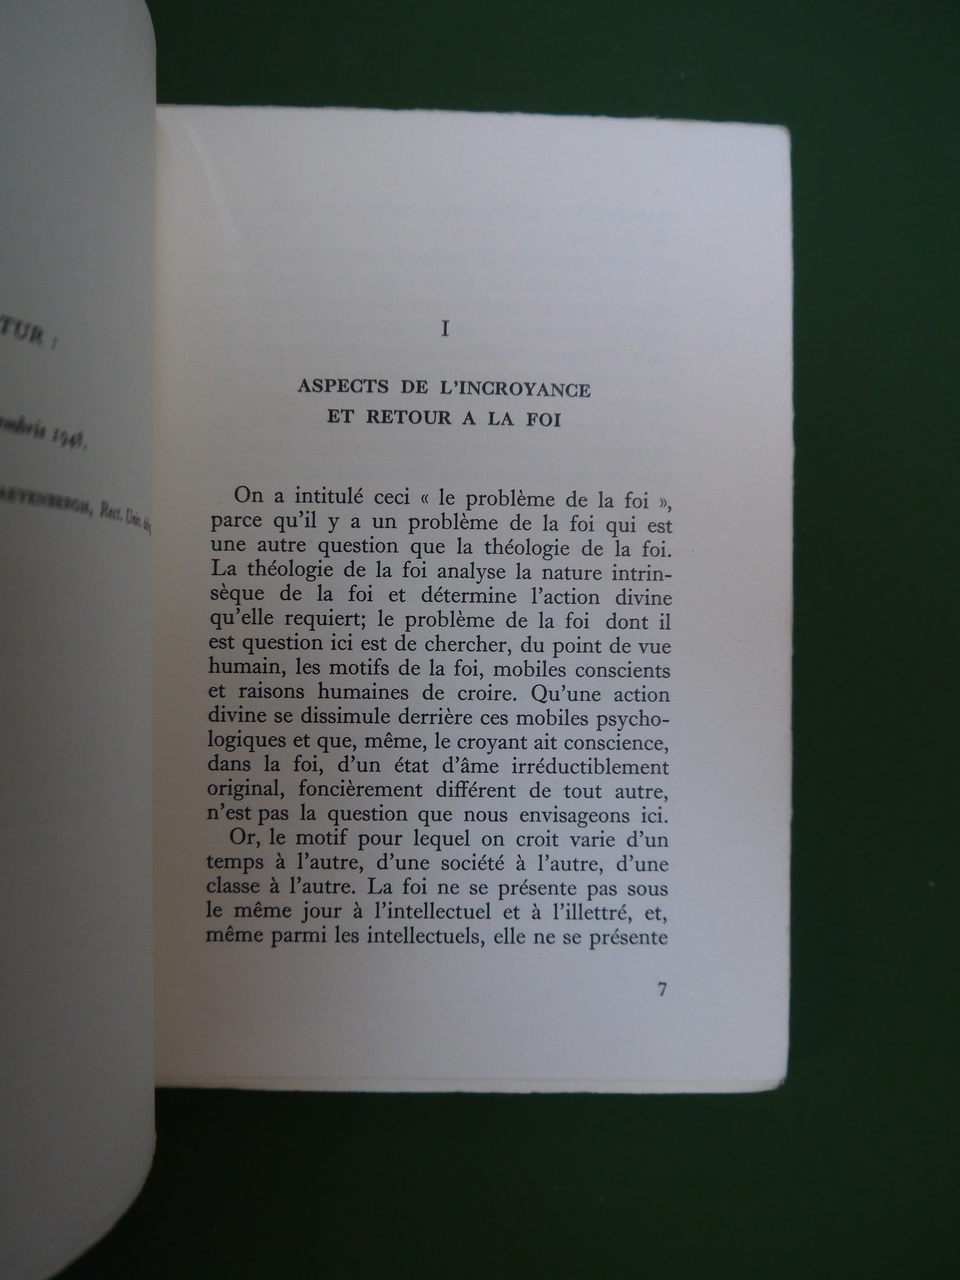 TUR :
1948.
Rect. Univ.
I
ASPECTS DE L'INCROYANCE
ET RETOUR A LA FOI
On a intitulé ceci « le problème de la foi »,
parce qu'il y a un problème de la foi qui est
une autre question que la théologie de la foi.
La théologie de la foi analyse la nature intrin-
sèque de la foi et détermine l'action divine
qu'elle requiert; le problème de la foi dont il
est question ici est de chercher, du point de vue
humain, les motifs de la foi, mobiles conscients
et raisons humaines de croire. Qu'une action
divine se dissimule derrière ces mobiles psycho-
logiques et que, même, le croyant ait conscience,
dans la foi, d'un état d'âme irréductiblement
original, foncièrement différent de tout autre,
n'est pas la question que nous envisageons ici.
Or, le motif pour lequel on croit varie d'un
temps à l'autre, d'une société à l'autre, d'une
classe à l'autre. La foi ne se présente pas sous
le même jour à l'intellectuel et à l'illettré, et,
même parmi les intellectuels, elle ne se présente
7